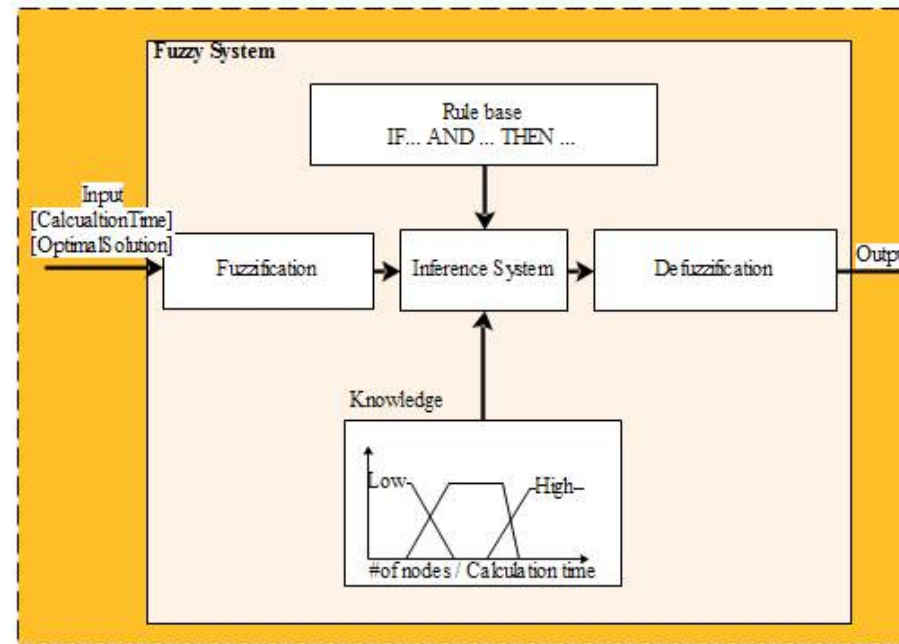 Fuzzy System
Rule base
IF... AND ... THEN ...
Input
[CalcualtionTime]
[OptimalSolution]
Fuzzification
Inference System
Defuzzification
Output
Knowledge
Low
High
#of nodes / Calculation time